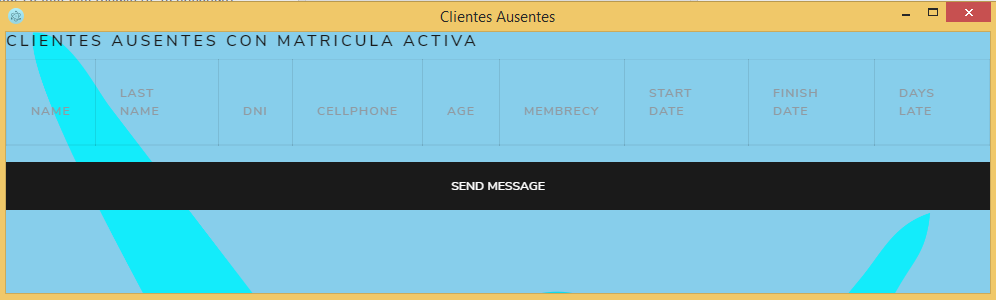 Clientes Ausentes
CLIENTES AUSENTES CON MATRICULA ACTIVA
NAME
LAST
NAME
DNI
CELLPHONE
AGE
MEMBRECY
START
DATE
FINISH
DATE
DAYS
LATE
SEND MESSAGE